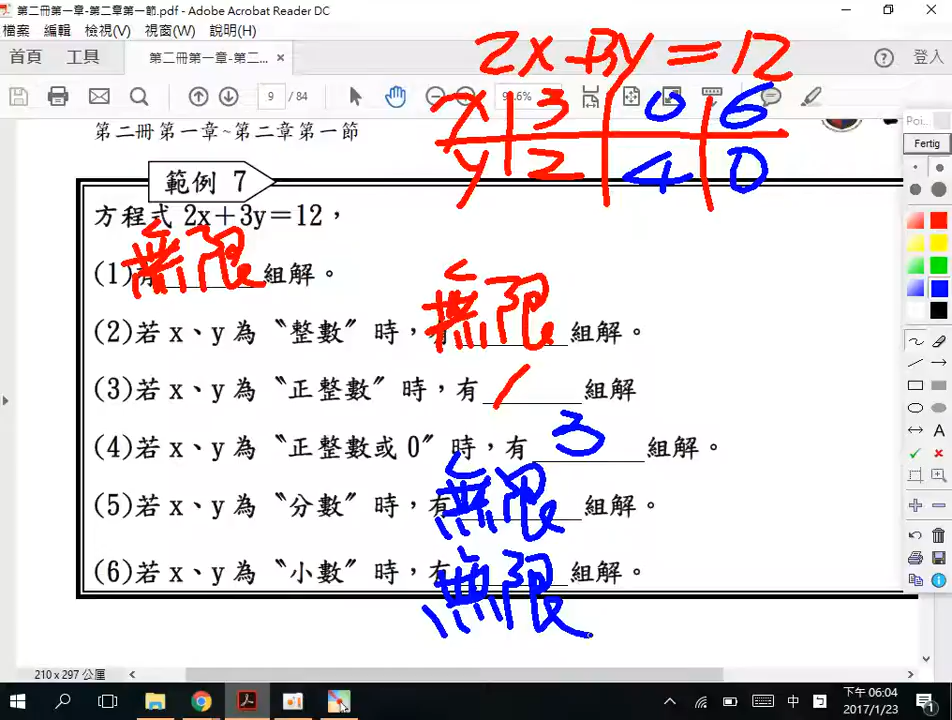 第二冊第一章-第二章第一節.pdf - Adobe Acrobat Reader DC
檔案 編輯 檢視(V) 視窗(W) 說明(H)
首頁 工具 第二冊第一章-第二... × 登入
9 / 84
2x+3y=12
x 3 0 6
y 2 4 0
Fertig
第二冊第一章~第二章第一節
範例 7
方程式 2x+3y=12，
(1)有無限組解。
(2)若 x、y 為〝整數〞時，有無限組解。
(3)若 x、y 為〝正整數〞時，有1組解
(4)若 x、y 為〝正整數或 0〞時，有3組解。
(5)若 x、y 為〝分數〞時，有無限組解。
(6)若 x、y 為〝小數〞時，有無限組解。
210 x 297 公厘
中
下午 06:04
2017/1/23